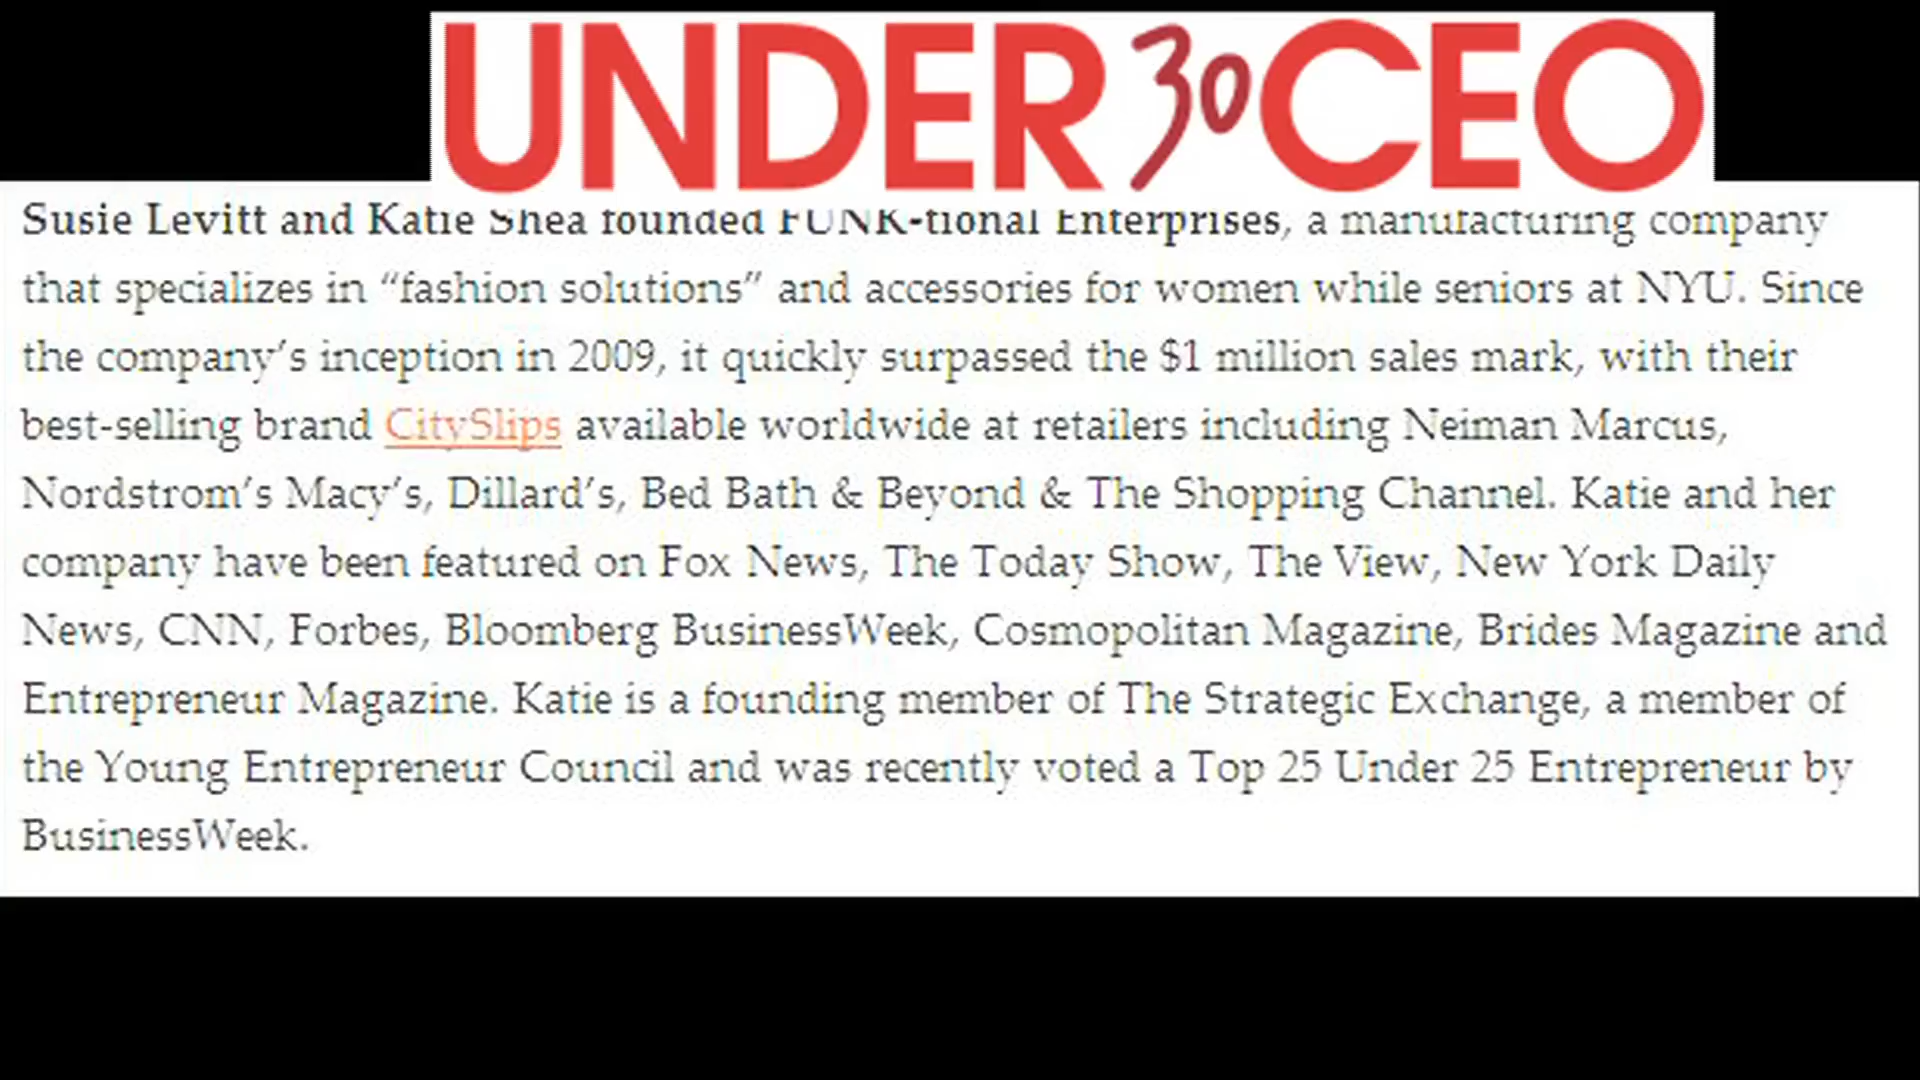 UNDER30CEO
Susie Levitt and Katie Shea founded FUNK-tional Enterprises, a manufacturing company
that specializes in “fashion solutions” and accessories for women while seniors at NYU. Since
the company’s inception in 2009, it quickly surpassed the $1 million sales mark, with their
best-selling brand CitySlips available worldwide at retailers including Neiman Marcus,
Nordstrom’s Macy’s, Dillard’s, Bed Bath & Beyond & The Shopping Channel. Katie and her
company have been featured on Fox News, The Today Show, The View, New York Daily
News, CNN, Forbes, Bloomberg BusinessWeek, Cosmopolitan Magazine, Brides Magazine and
Entrepreneur Magazine. Katie is a founding member of The Strategic Exchange, a member of
the Young Entrepreneur Council and was recently voted a Top 25 Under 25 Entrepreneur by
BusinessWeek.